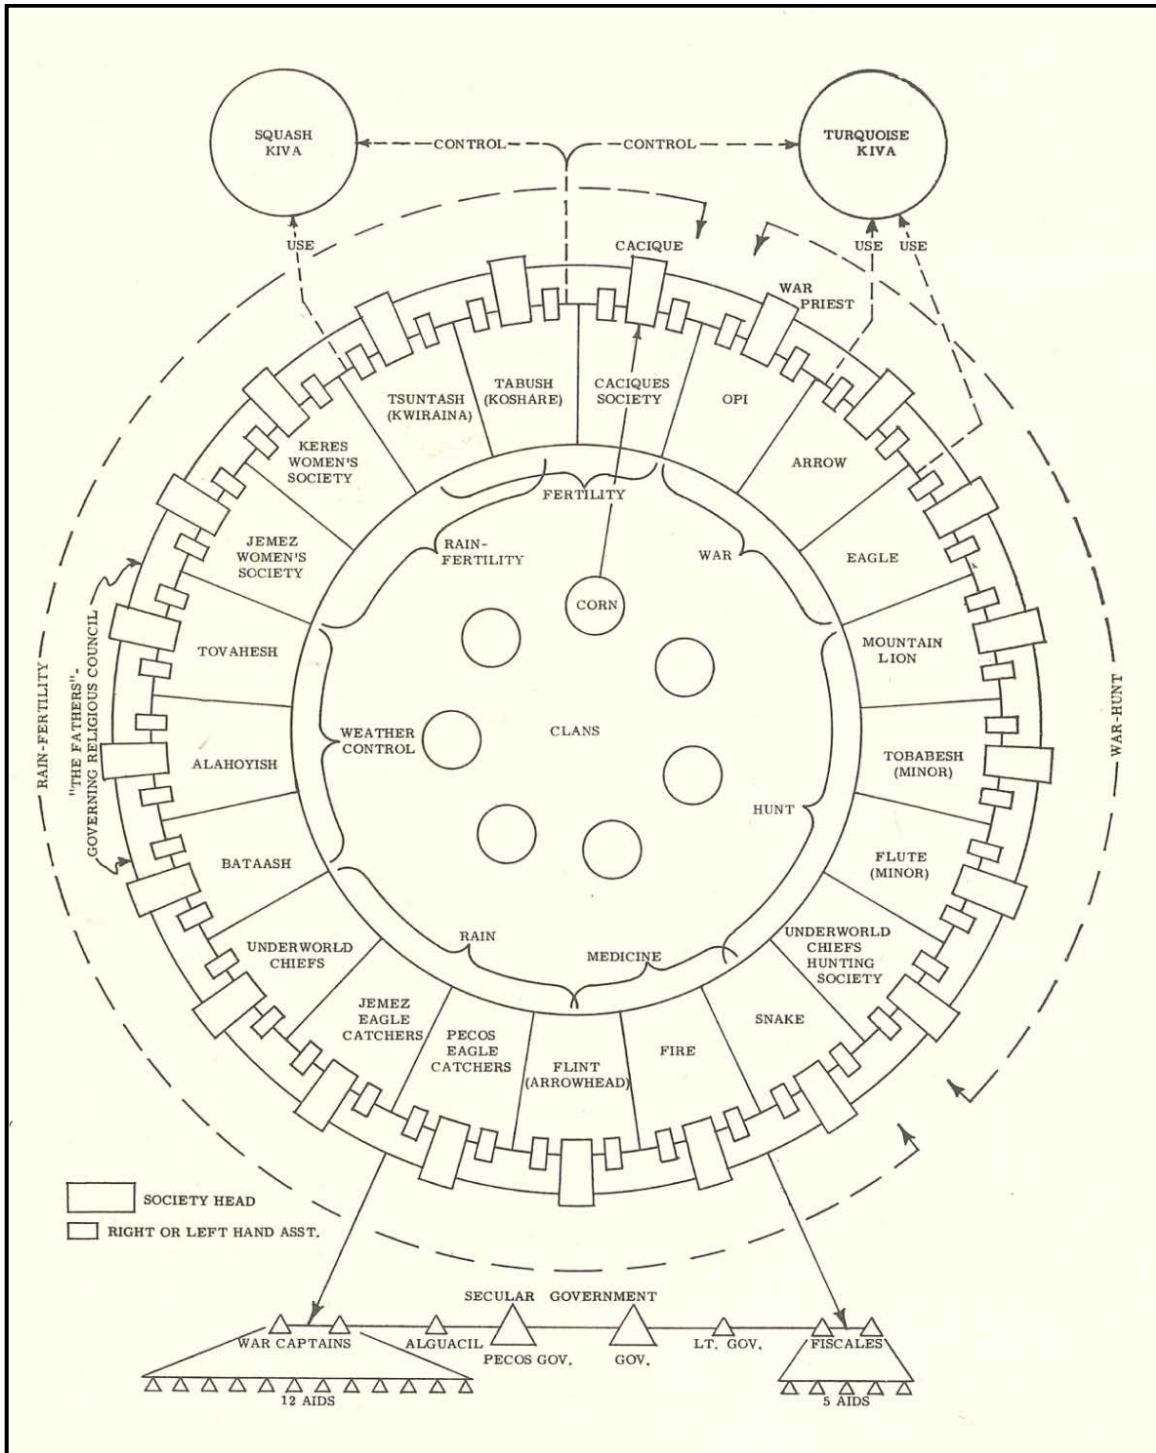 SQUASH
KIVA
CONTROL
CONTROL
TURQUOISE
KIVA
USE
USE
USE
CACIQUE
WAR
PRIEST
TSUNTASH
(KWIRAINA)
TABUSH
(KOSHARE)
CACIQUES
SOCIETY
OPI
ARROW
EAGLE
MOUNTAIN
LION
TOBABESH
(MINOR)
FLUTE
(MINOR)
UNDERWORLD
CHIEFS
HUNTING
SOCIETY
SNAKE
FIRE
FLINT
(ARROWHEAD)
PECOS
EAGLE
CATCHERS
JEMEZ
EAGLE
CATCHERS
UNDERWORLD
CHIEFS
BATAASH
ALAHOYISH
TOVAHESH
JEMEZ
WOMEN'S
SOCIETY
KERES
WOMEN'S
SOCIETY
FERTILITY
RAIN-
FERTILITY
WAR
CORN
WEATHER
CONTROL
CLANS
HUNT
RAIN
MEDICINE
RAIN-FERTILITY
"THE FATHERS"-
GOVERNING RELIGIOUS COUNCIL
WAR-HUNT
SOCIETY HEAD
RIGHT OR LEFT HAND ASST.
SECULAR GOVERNMENT
WAR CAPTAINS
ALGUACIL
PECOS GOV.
GOV.
LT. GOV.
FISCALES
12 AIDS
5 AIDS